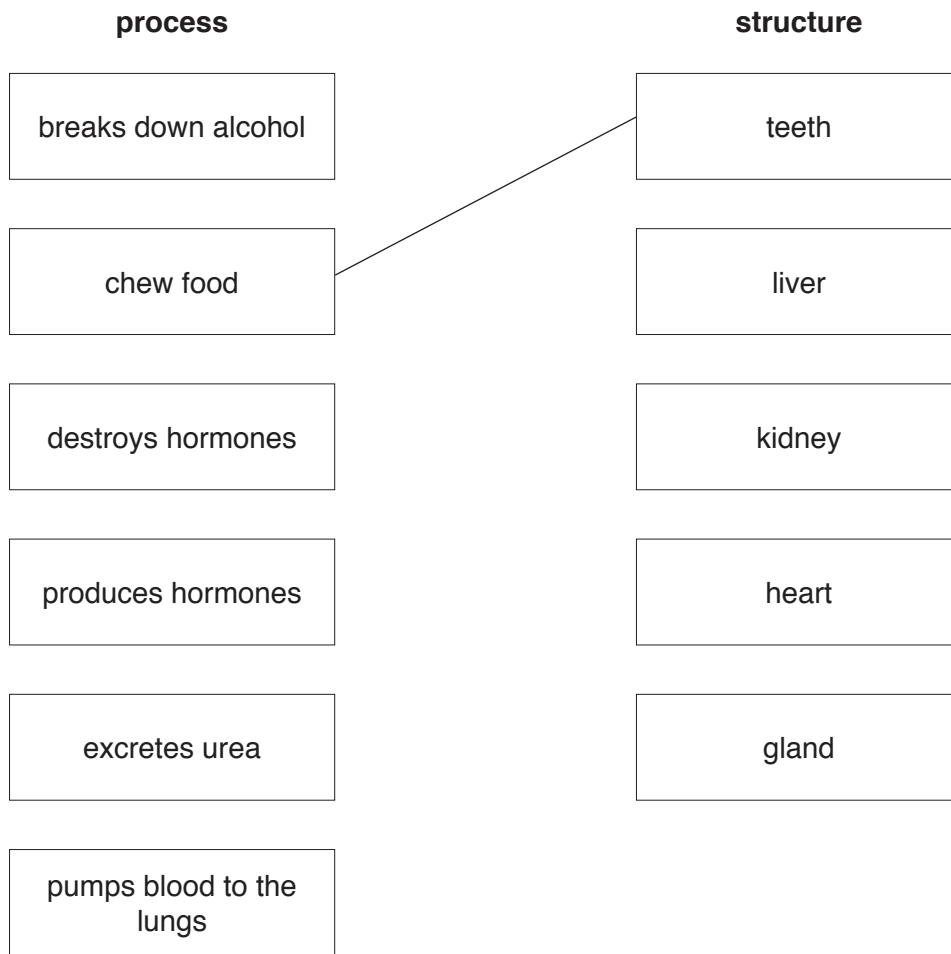 process
structure
breaks down alcohol
teeth
chew food
liver
destroys hormones
kidney
produces hormones
heart
excretes urea
gland
pumps blood to the
lungs